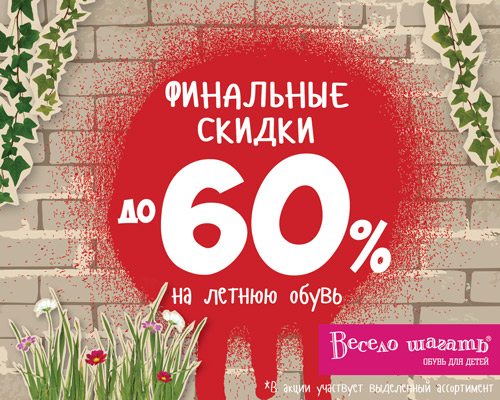 ФИНАЛЬНЫЕ
СКИДКИ
ДО 60%
на летнюю обувь
Весело шагать®
ОБУВЬ ДЛЯ ДЕТЕЙ
*В акции участвует выделенный ассортимент